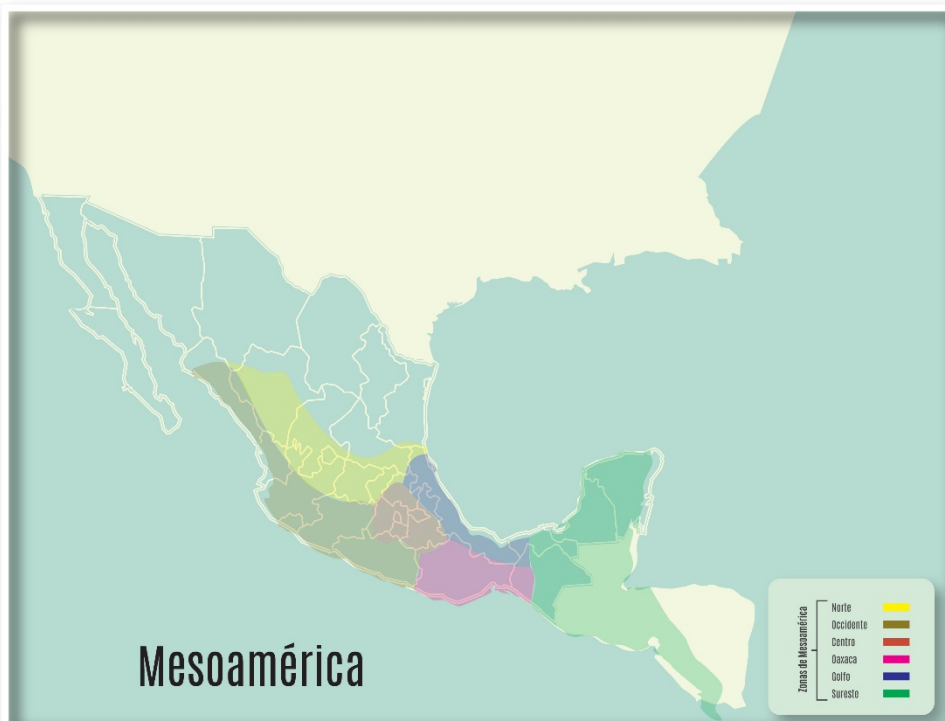 Mesoamérica
Zonas de Mesoamérica
Norte
Occidente
Centro
Oaxaca
Golfo
Sureste